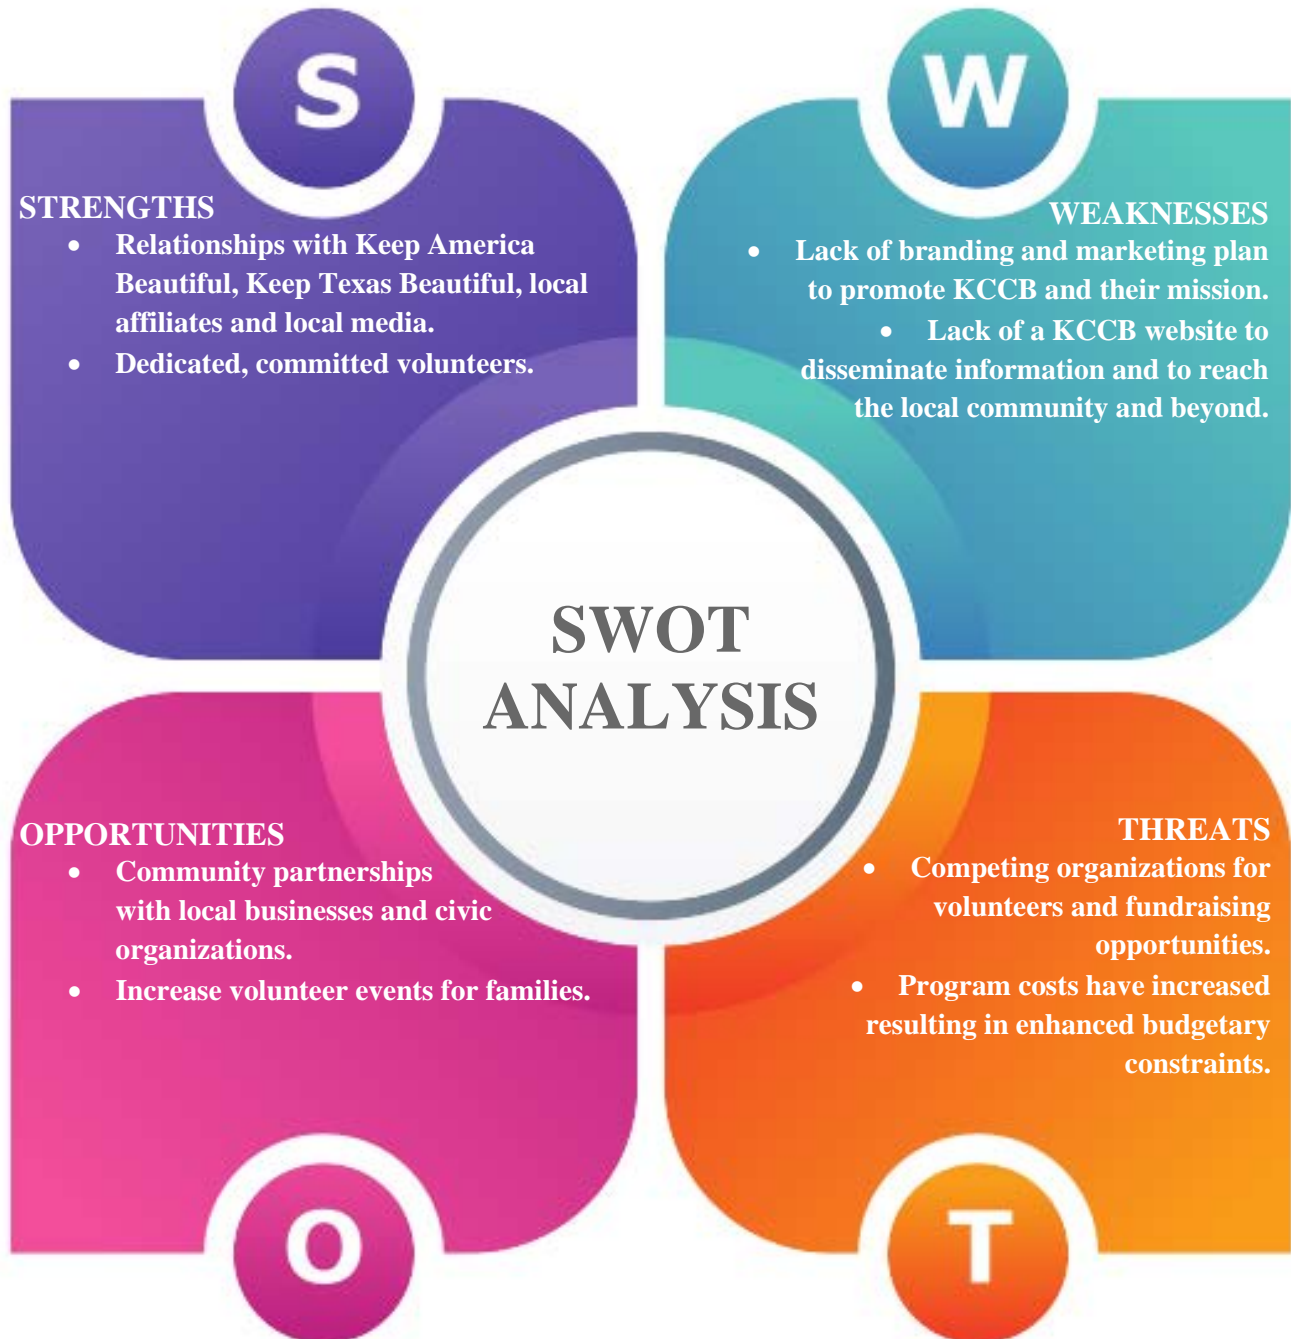 S
STRENGTHS
• Relationships with Keep America
Beautiful, Keep Texas Beautiful, local
affiliates and local media.
• Dedicated, committed volunteers.
W
WEAKNESSES
• Lack of branding and marketing plan
to promote KCCB and their mission.
• Lack of a KCCB website to
disseminate information and to reach
the local community and beyond.
SWOT
ANALYSIS
OPPORTUNITIES
• Community partnerships
with local businesses and civic
organizations.
• Increase volunteer events for families.
O
THREATS
• Competing organizations for
volunteers and fundraising
opportunities.
• Program costs have increased
resulting in enhanced budgetary
constraints.
T